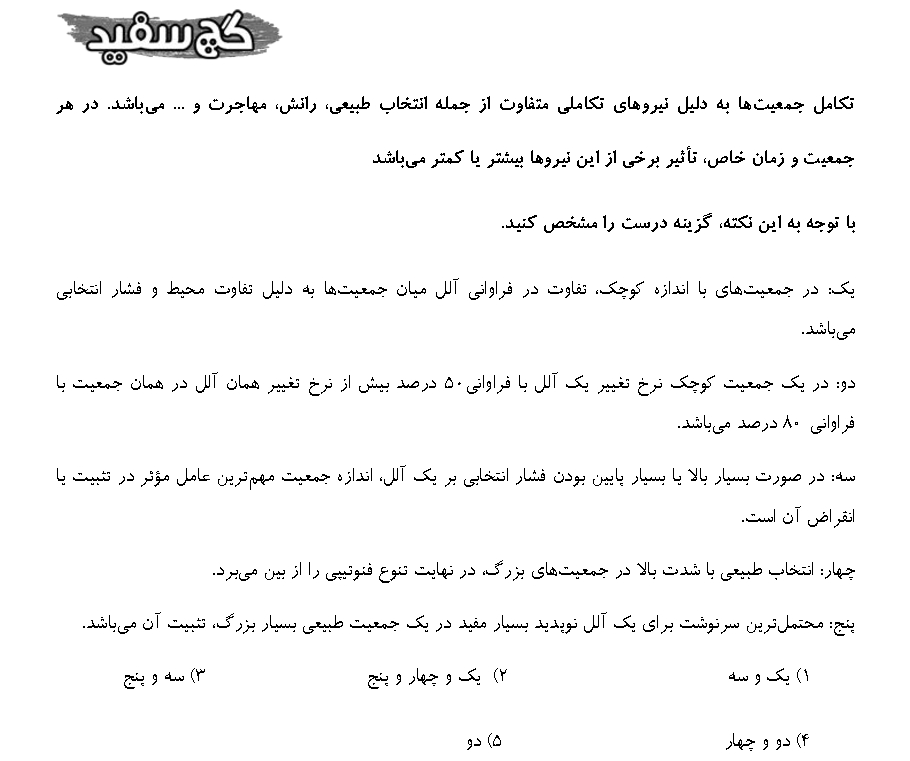 گچ سفید
تکامل جمعیت‌ها به دلیل نیروهای تکاملی متفاوت از جمله انتخاب طبیعی، رانش، مهاجرت و ... می‌باشد. در هر
جمعیت و زمان خاص، تأثیر برخی از این نیروها بیشتر یا کمتر می‌باشد
با توجه به این نکته، گزینه درست را مشخص کنید.
یک: در جمعیت‌های با اندازه کوچک، تفاوت در فراوانی آلل میان جمعیت‌ها به دلیل تفاوت محیط و فشار انتخابی
می‌باشد.
دو: در یک جمعیت کوچک نرخ تغییر یک آلل با فراوانی۵۰ درصد بیش از نرخ تغییر همان آلل در همان جمعیت با
فراوانی ۸۰ درصد می‌باشد.
سه: در صورت بسیار بالا یا بسیار پایین بودن فشار انتخابی بر یک آلل، اندازه جمعیت مهم‌ترین عامل مؤثر در تثبیت یا
انقراض آن است.
چهار: انتخاب طبیعی با شدت بالا در جمعیت‌های بزرگ، در نهایت تنوع فنوتیپی را از بین می‌برد.
پنج: محتمل‌ترین سرنوشت برای یک آلل نوپدید بسیار مفید در یک جمعیت طبیعی بسیار بزرگ، تثبیت آن می‌باشد.
۱) یک و سه ۲) یک و چهار و پنج ۳) سه و پنج
۴) دو و چهار ۵) دو